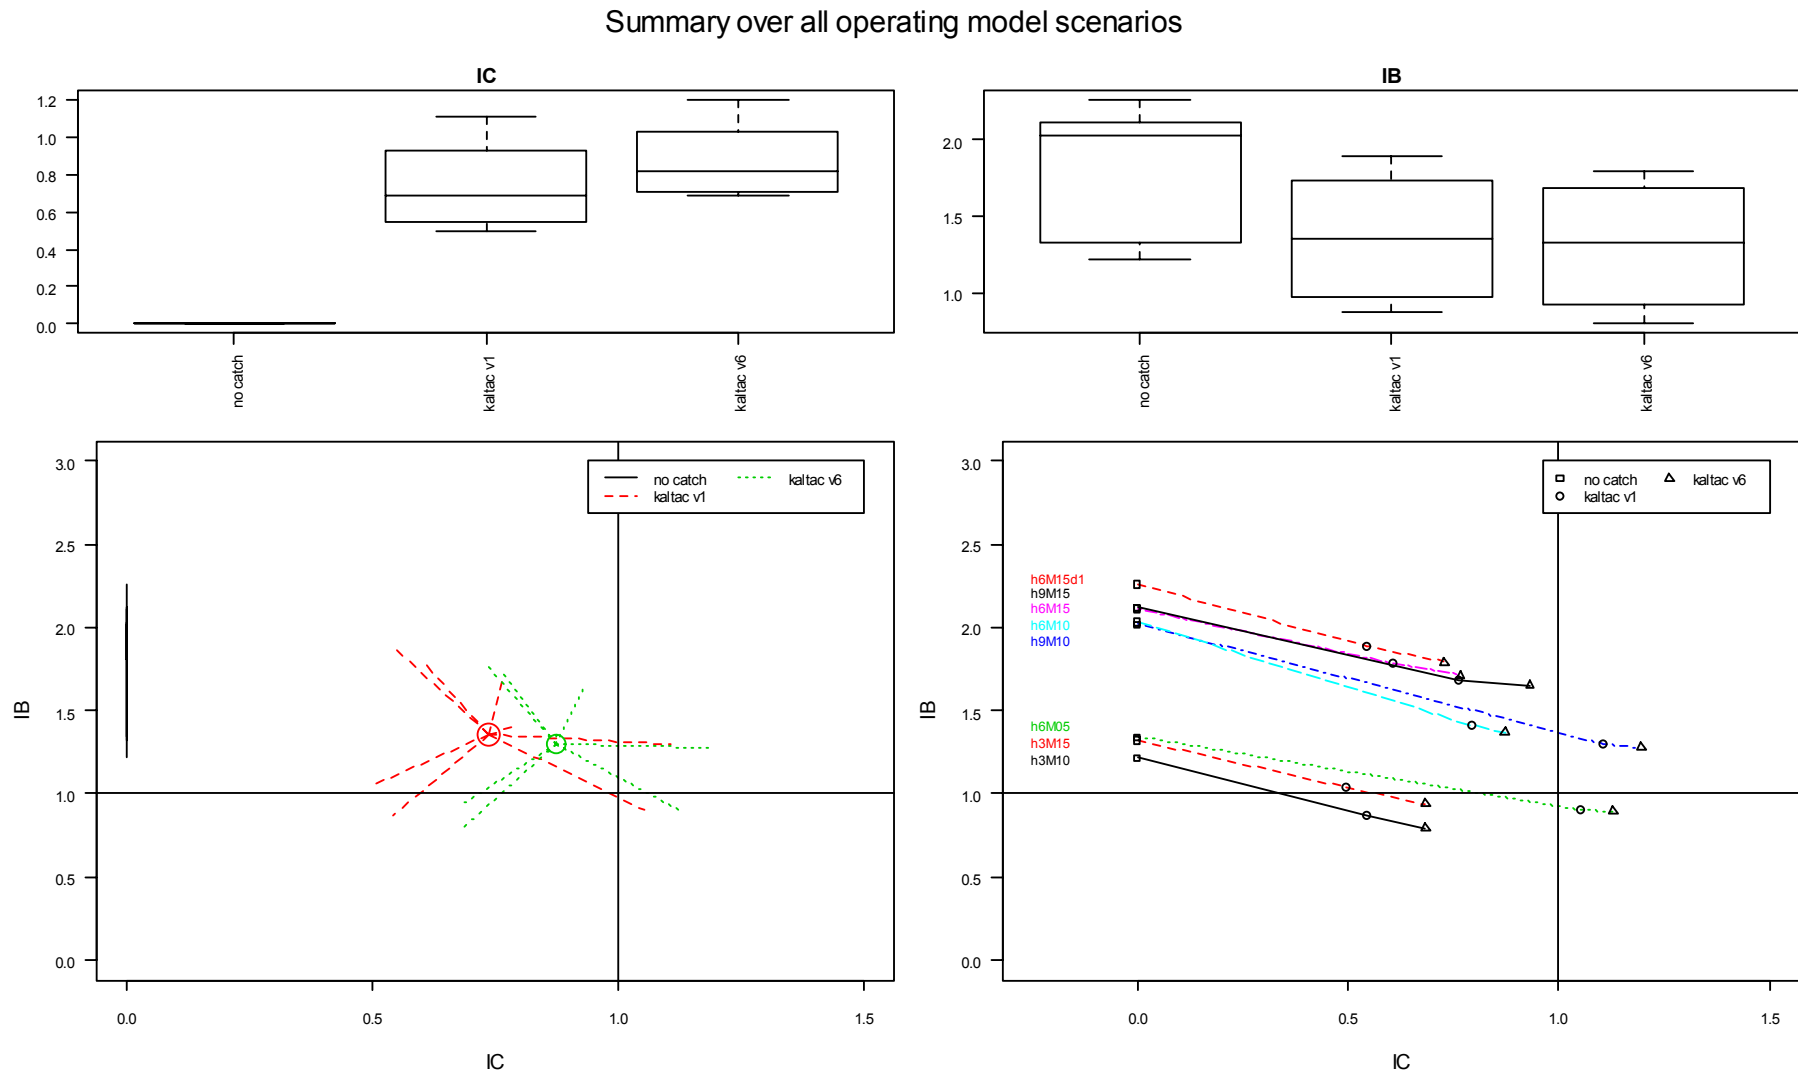 Summary over all operating model scenarios
IC
1.2
1.0
0.8
0.6
0.4
0.2
0.0
no catch
kaltac v1
kaltac v6
IB
2.0
1.5
1.0
no catch
kaltac v1
kaltac v6
IB
3.0
2.5
2.0
1.5
1.0
0.5
0.0
no catch
kaltac v1
kaltac v6
0.0 0.5 1.0 1.5
IC
IB
3.0
2.5
2.0
1.5
1.0
0.5
0.0
no catch
kaltac v1
kaltac v6
h6M15d1
h9M15
h6M15
h6M10
h9M10
h6M05
h3M15
h3M10
0.0 0.5 1.0 1.5
IC